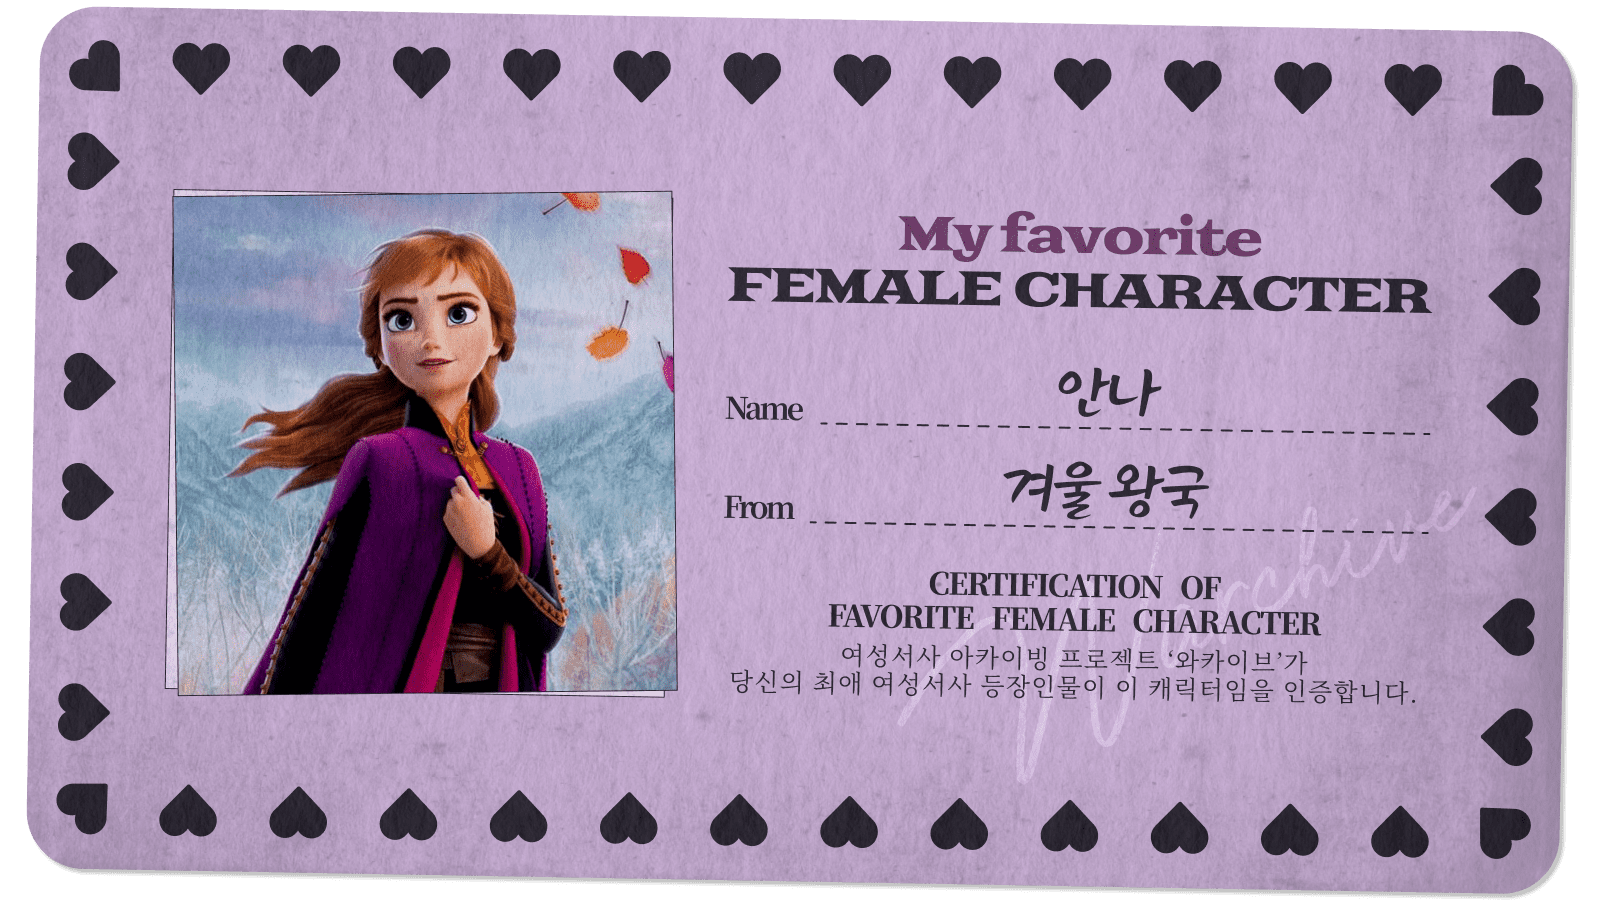 My favorite
FEMALE CHARACTER
Name 안나
From 겨울 왕국
CERTIFICATION OF
FAVORITE FEMALE CHARACTER
여성서사 아카이빙 프로젝트 ‘와카이브’가
당신의 최애 여성서사 등장인물이 이 캐릭터임을 인증합니다.
W archive